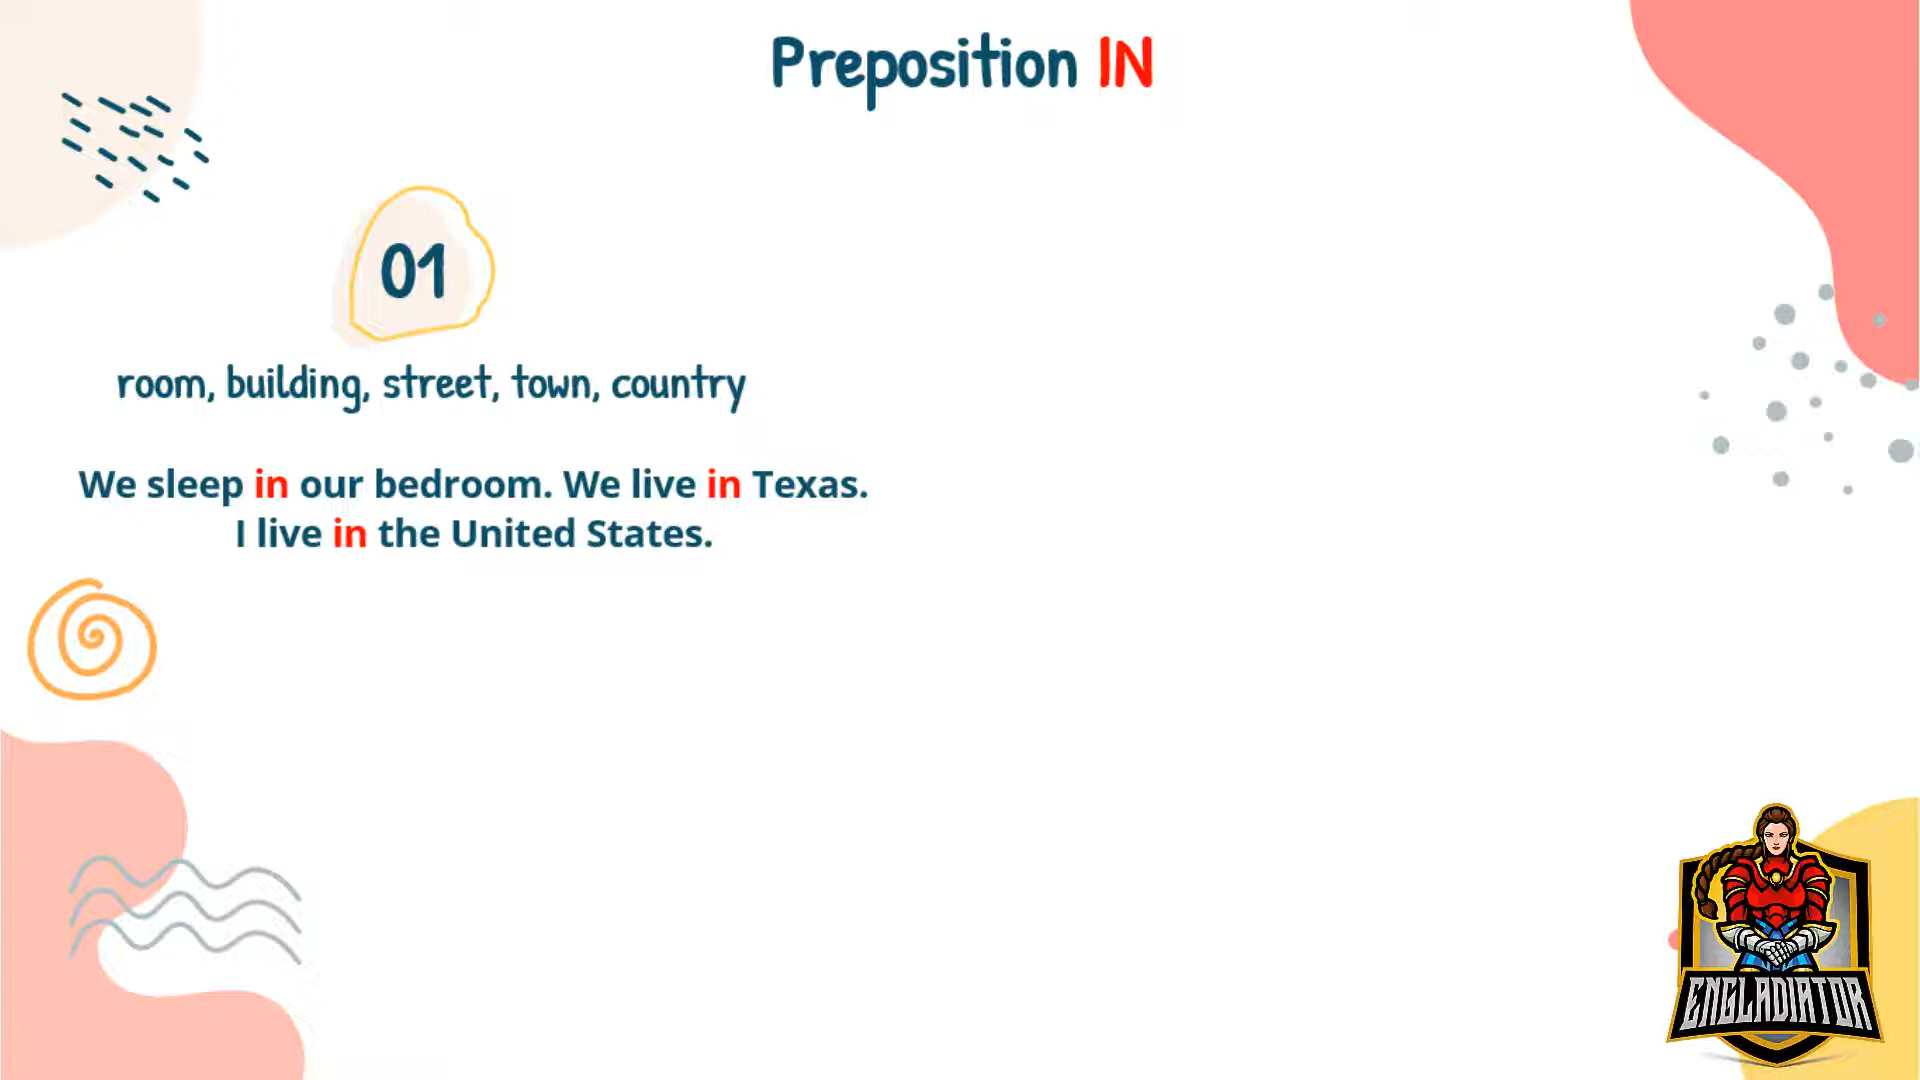 Preposition IN
01
room, building, street, town, country
We sleep in our bedroom. We live in Texas.
I live in the United States.
ENGLADIATOR